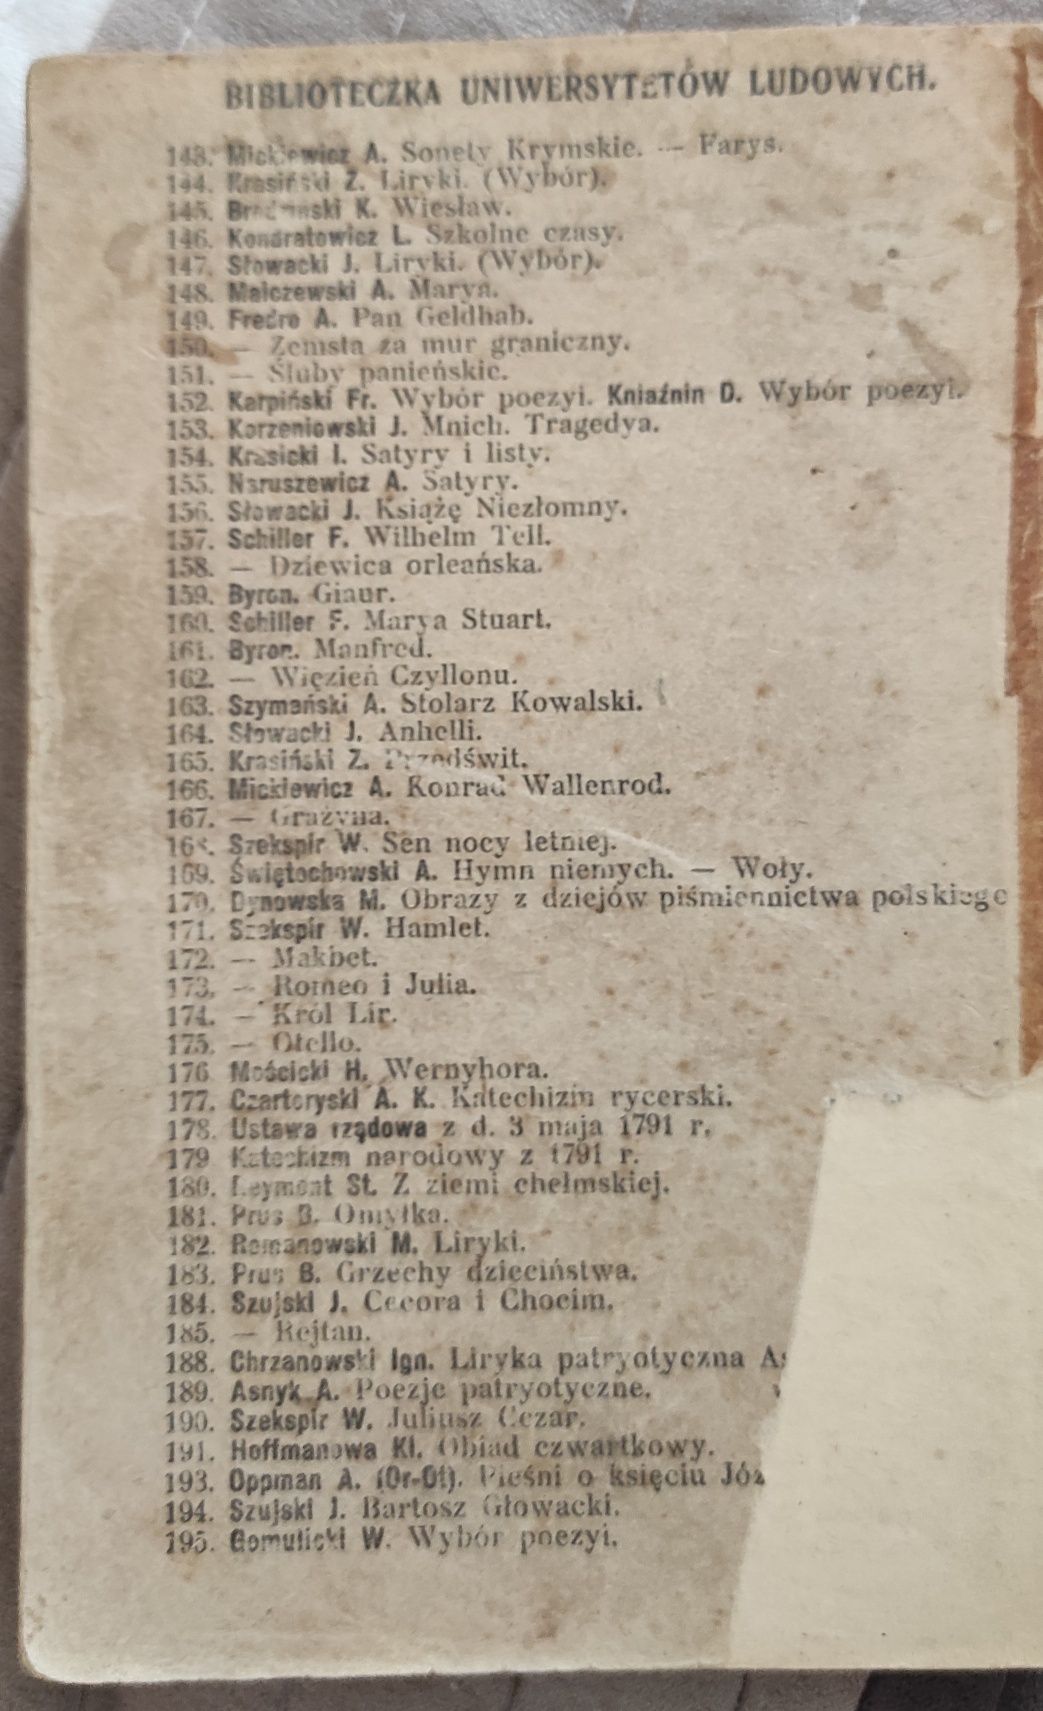 BIBLIOTECZKA UNIWERSYTETÓW LUDOWYCH.
143. Mickiewicz A. Sonety Krymskie. — Farys.
144. Krasiński Z. Liryki. (Wybór).
145. Brodziński K. Wiesław.
146. Kondratowicz L. Szkolne czasy.
147. Słowacki J. Liryki. (Wybór).
148. Malczewski A. Marya.
149. Fredro A. Pan Geldhab.
150. — Zemsta za mur graniczny.
151. — Śluby panieńskie.
152. Karpiński Fr. Wybór poezyi. Kniaźnin D. Wybór poezyi.
153. Korzeniowski J. Mnich. Tragedya.
154. Krasicki I. Satyry i listy.
155. Naruszewicz A. Satyry.
156. Słowacki J. Książę Niezłomny.
157. Schiller F. Wilhelm Tell.
158. — Dziewica orleańska.
159. Byron. Giaur.
160. Schiller F. Marya Stuart.
161. Byron. Manfred.
162. — Więzień Czyllonu.
163. Szymański A. Stolarz Kowalski.
164. Słowacki J. Anhelli.
165. Krasiński Z. Przedświt.
166. Mickiewicz A. Konrad Wallenrod.
167. — Grażyna.
168. Szekspir W. Sen nocy letniej.
169. Świętochowski A. Hymn niemych. — Woły.
170. Dynowska M. Obrazy z dziejów piśmiennictwa polskiego
171. Szekspir W. Hamlet.
172. — Makbet.
173. — Romeo i Julia.
174. — Król Lir.
175. — Otello.
176 Mościcki H. Wernyhora.
177. Czartoryski A. K. Katechizm rycerski.
178. Ustawa rządowa z d. 3 maja 1791 r.
179 Katechizm narodowy z 1791 r.
180. Reymont St. Z ziemi chełmskiej.
181. Prus B. Omyłka.
182. Romanowski M. Liryki.
183. Prus B. Grzechy dzieciństwa.
184. Szujski J. Cecora i Chocim.
185. — Rejtan.
188. Chrzanowski Ign. Liryka patryotyczna
189. Asnyk A. Poezje patryotyczne.
190. Szekspir W. Juliusz Cezar.
191. Hoffmanowa Kl. Obiad czwartkowy.
193. Oppman A. (Or-Ot). Pieśni o księciu Józ
194. Szujski J. Bartosz Głowacki.
195. Gomulicki W. Wybór poezyi.